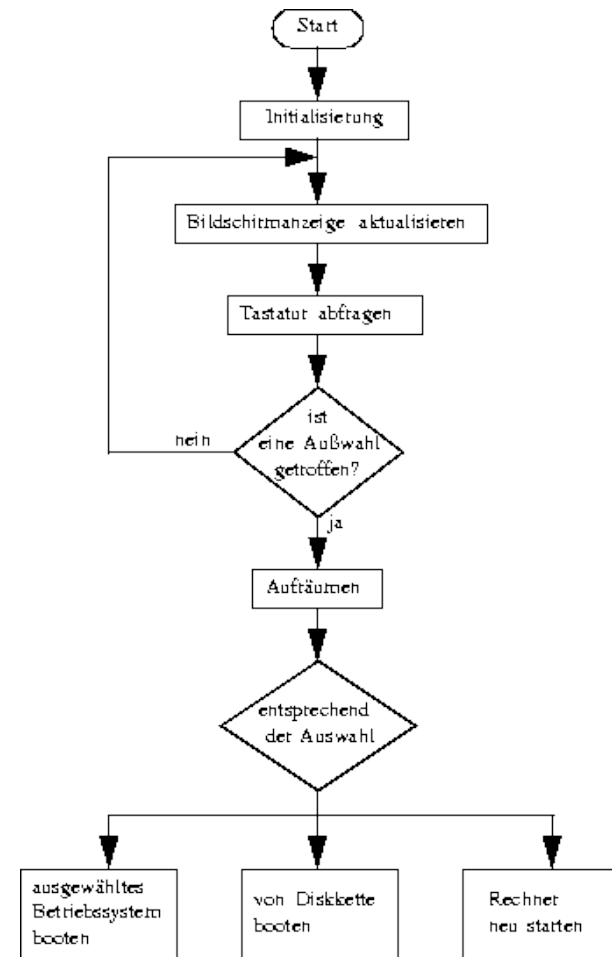 Start
Initialisierung
Bildschirmanzeige aktualisieren
Tastatur abfragen
ist
eine Außwahl
getroffen?
nein
ja
Aufräumen
entsprechend
der Auswahl
ausgewähltes
Betriebssystem
booten
von Diskkette
booten
Rechner
neu starten